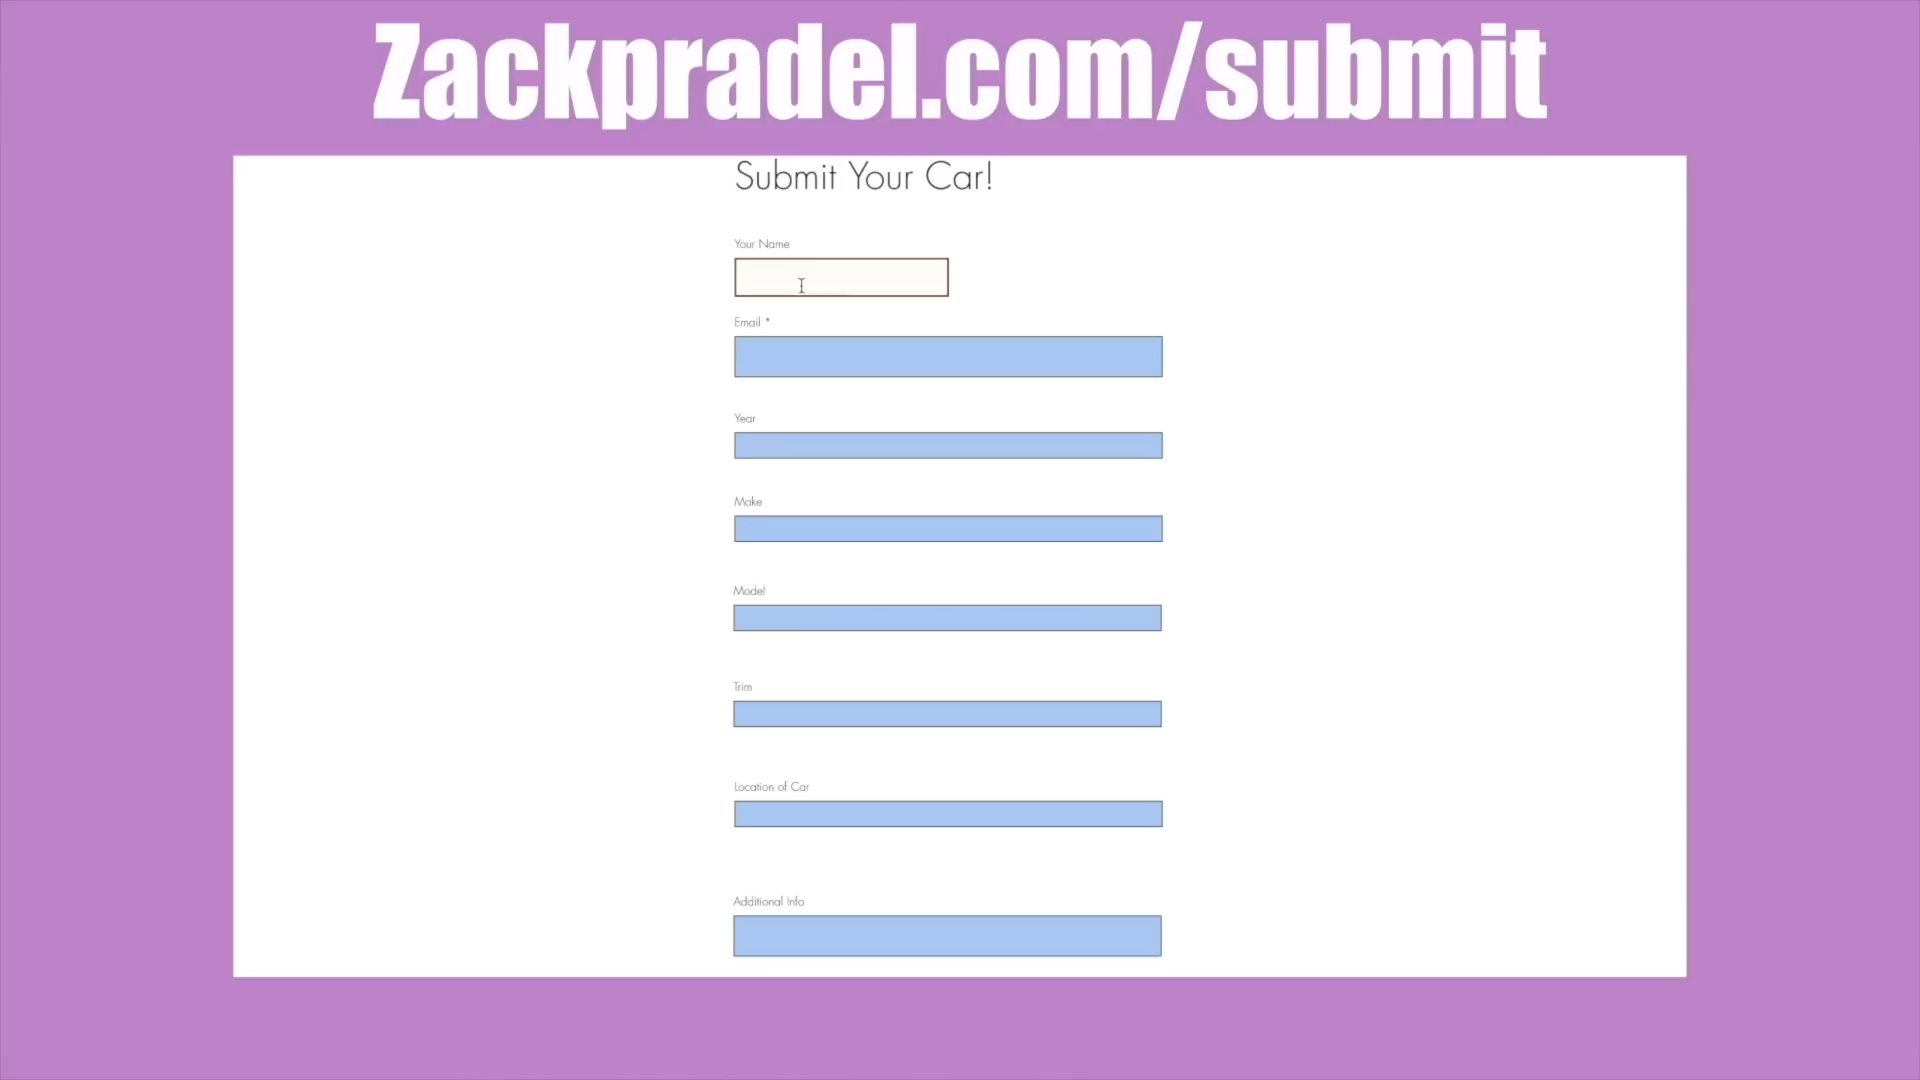 Zackpradel.com/submit
Submit Your Car!
Your Name
Email *
Year
Make
Model
Trim
Location of Car
Additional Info